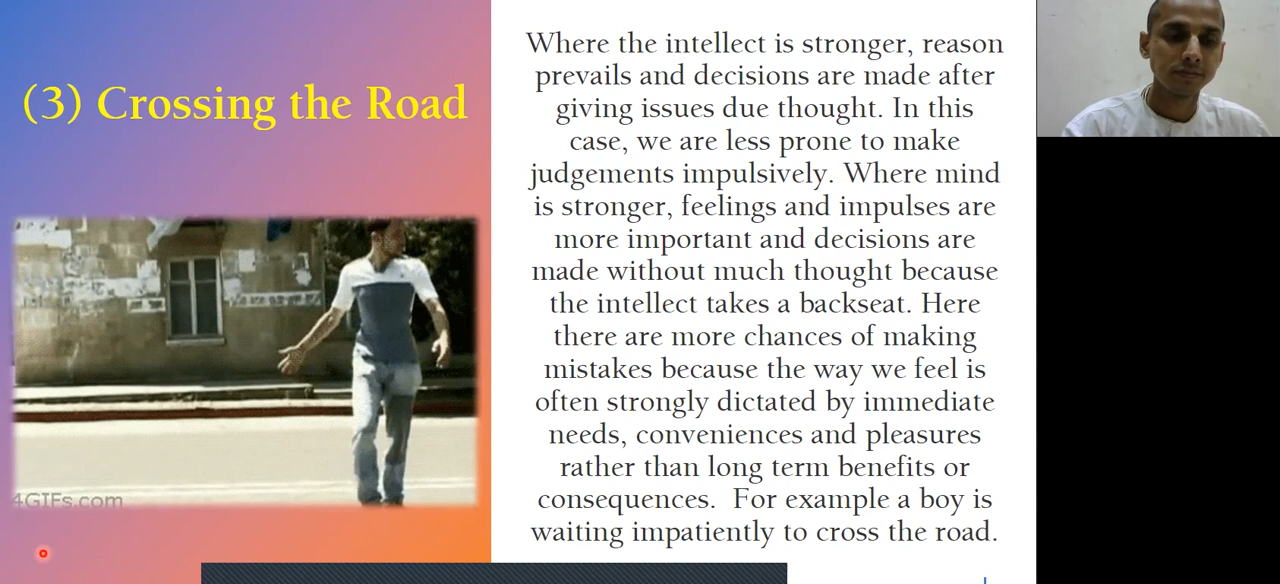 (3) Crossing the Road
4GIFs.com
Where the intellect is stronger, reason
prevails and decisions are made after
giving issues due thought. In this
case, we are less prone to make
judgements impulsively. Where mind
is stronger, feelings and impulses are
more important and decisions are
made without much thought because
the intellect takes a backseat. Here
there are more chances of making
mistakes because the way we feel is
often strongly dictated by immediate
needs, conveniences and pleasures
rather than long term benefits or
consequences.  For example a boy is
waiting impatiently to cross the road.